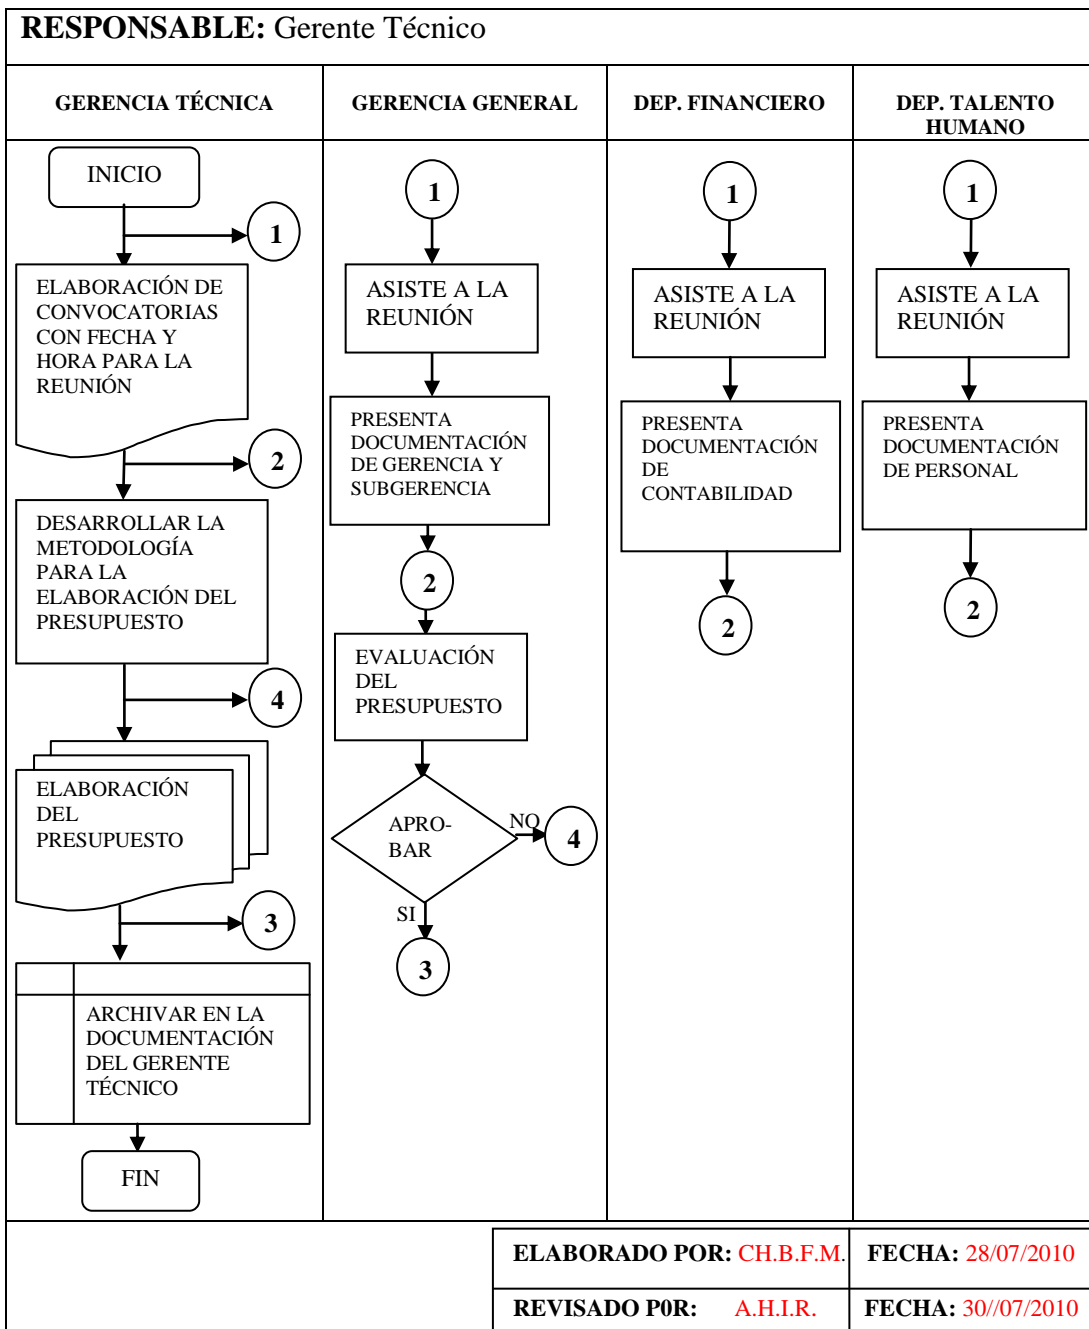 RESPONSABLE: Gerente Técnico
GERENCIA TÉCNICA
GERENCIA GENERAL
DEP. FINANCIERO
DEP. TALENTO
HUMANO
INICIO
1
ELABORACIÓN DE
CONVOCATORIAS
CON FECHA Y
HORA PARA LA
REUNIÓN
2
DESARROLLAR LA
METODOLOGÍA
PARA LA
ELABORACIÓN DEL
PRESUPUESTO
4
ELABORACIÓN
DEL
PRESUPUESTO
3
ARCHIVAR EN LA
DOCUMENTACIÓN
DEL GERENTE
TÉCNICO
FIN
1
ASISTE A LA
REUNIÓN
PRESENTA
DOCUMENTACIÓN
DE GERENCIA Y
SUBGERENCIA
2
EVALUACIÓN
DEL
PRESUPUESTO
APRO-
BAR
NO
4
SI
3
1
ASISTE A LA
REUNIÓN
PRESENTA
DOCUMENTACIÓN
DE
CONTABILIDAD
2
1
ASISTE A LA
REUNIÓN
PRESENTA
DOCUMENTACIÓN
DE PERSONAL
2
ELABORADO POR: CH.B.F.M.
FECHA: 28/07/2010
REVISADO P0R: A.H.I.R.
FECHA: 30//07/2010